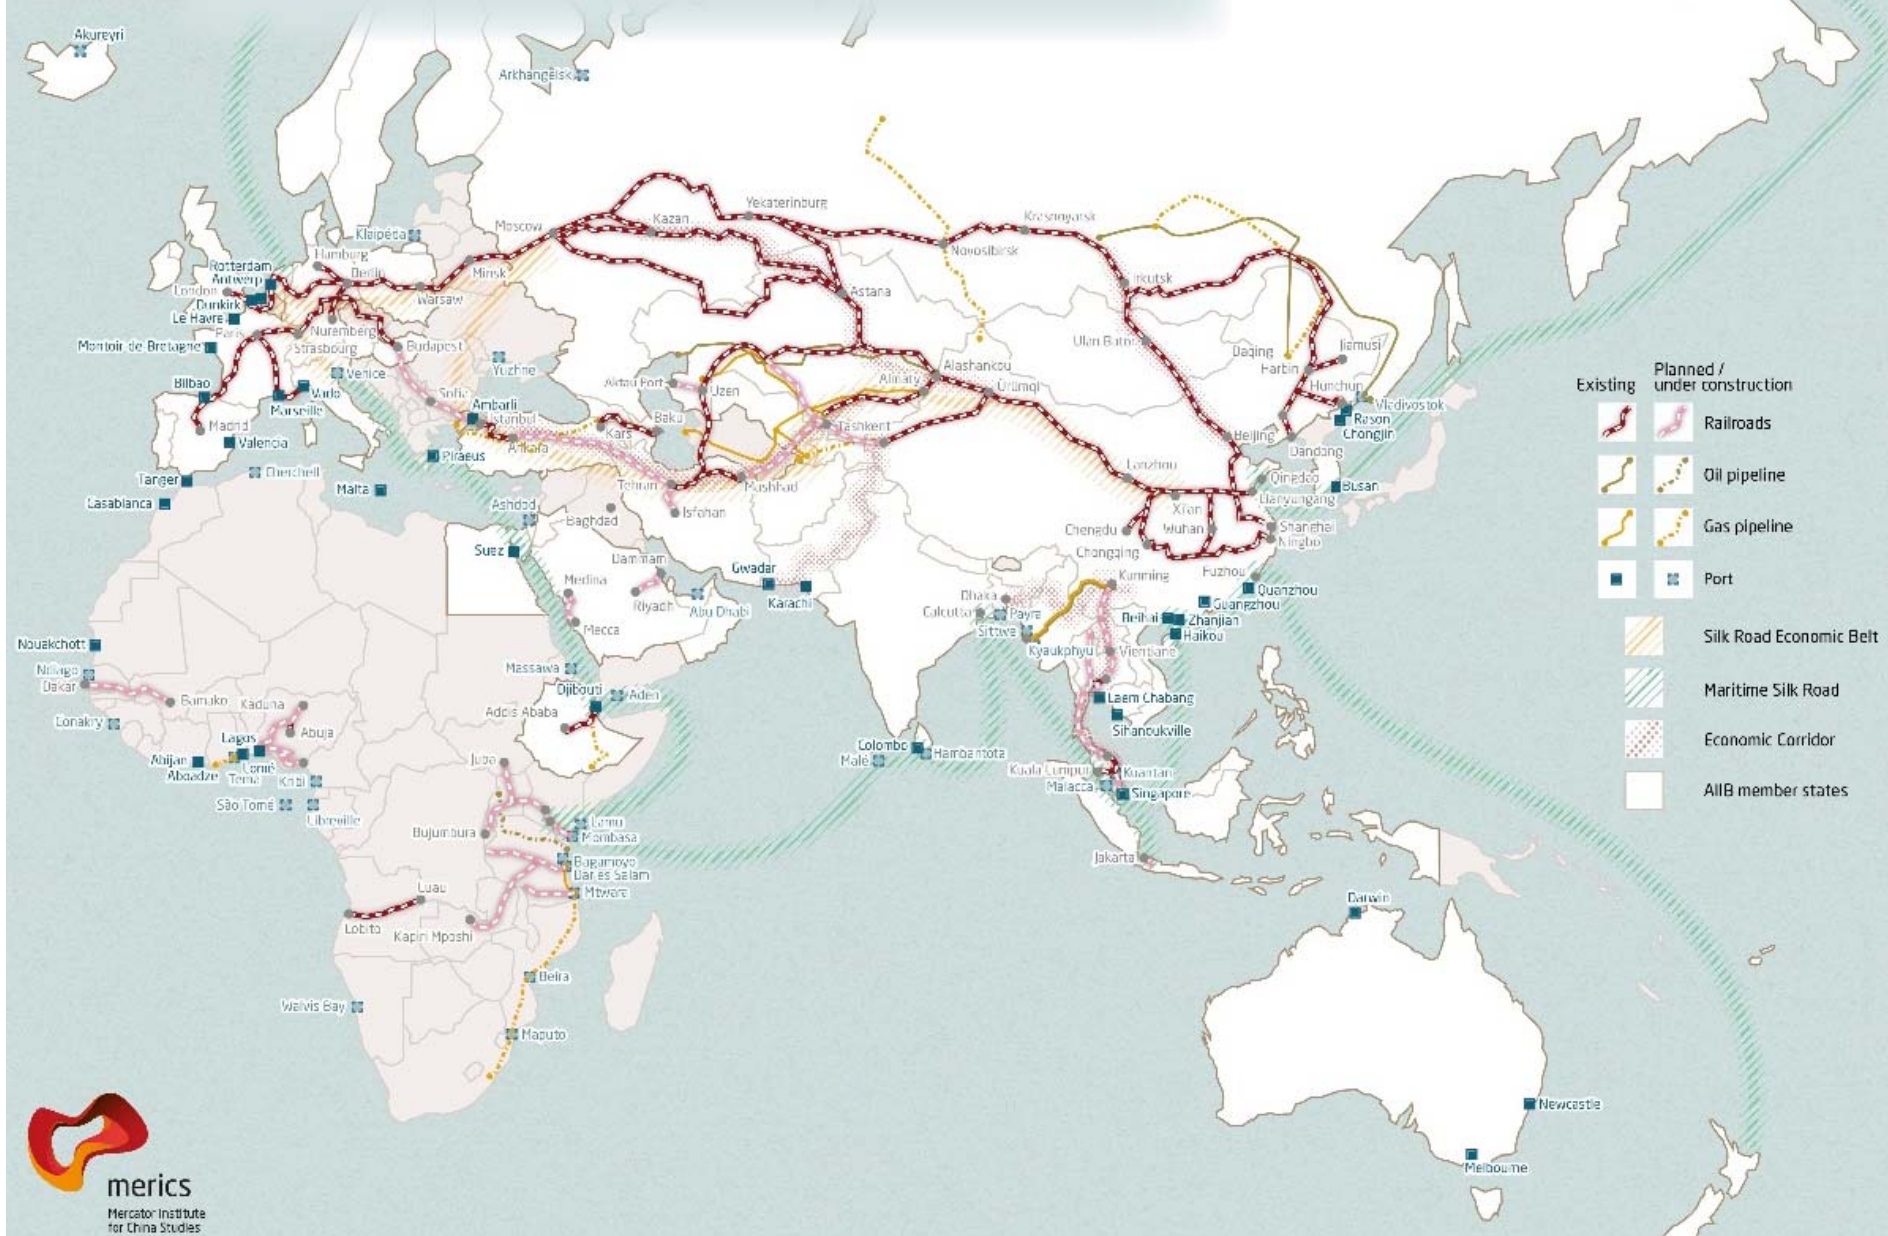 Akureyri
Arkhangelsk
Yekaterinburg
Kazan
Krasnoyarsk
Moscow
Klaipėda
Novosibirsk
Hamburg
Rotterdam
Berlin
Minsk
Antwerp
Irkutsk
London
Astana
Warsaw
Dunkirk
Le Havre
Paris
Nuremberg
Ulan Bator
Montoir de Bretagne
Strasbourg
Budapest
Jiamusi
Daqing
Yuzhne
Alashankou
Harbin
Venice
Almaty
Ürümqi
Hunchun
Bilbao
Aktau Port
Uzen
Vado
Sofia
Ambarli
Vladivostok
Marseille
Istanbul
Baku
Rason
Madrid
Kars
Tashkent
Chongjin
Valencia
Beijing
Ankara
Dandong
Piraeus
Lanzhou
Cherchell
Tanger
Tehran
Mashhad
Qingdao
Malta
Busan
Casablanca
Lianyungang
Ashdod
Xi'an
Isfahan
Baghdad
Chengdu
Wuhan
Shanghai
Ningbo
Suez
Chongqing
Dammam
Gwadar
Fuzhou
Kunming
Medina
Quanzhou
Dhaka
Karachi
Riyadh
Abu Dhabi
Guangzhou
Calcutta
Payra
Beihai
Zhanjian
Mecca
Sittwe
Haikou
Nouakchott
Kyaukphyu
Vientiane
Massawa
Ndiago
Dakar
Djibouti
Aden
Bamako
Kaduna
Laem Chabang
Addis Ababa
Conakry
Abuja
Sihanoukville
Lagos
Colombo
Hambantota
Abijan
Malé
Juba
Lomé
Kuala Lumpur
Kuantan
Aboadze
Tema
Kribi
Malacca
Singapore
São Tomé
Libreville
Lamu
Bujumbura
Mombasa
Jakarta
Bagamoyo
Dar es Salam
Luau
Mtwara
Darwin
Lobito
Kapiri Mposhi
Beira
Walvis Bay
Maputo
Newcastle
Melbourne
Existing
Planned /
under construction
Railroads
Oil pipeline
Gas pipeline
Port
Silk Road Economic Belt
Maritime Silk Road
Economic Corridor
AIIB member states
merics
Mercator Institute
for China Studies